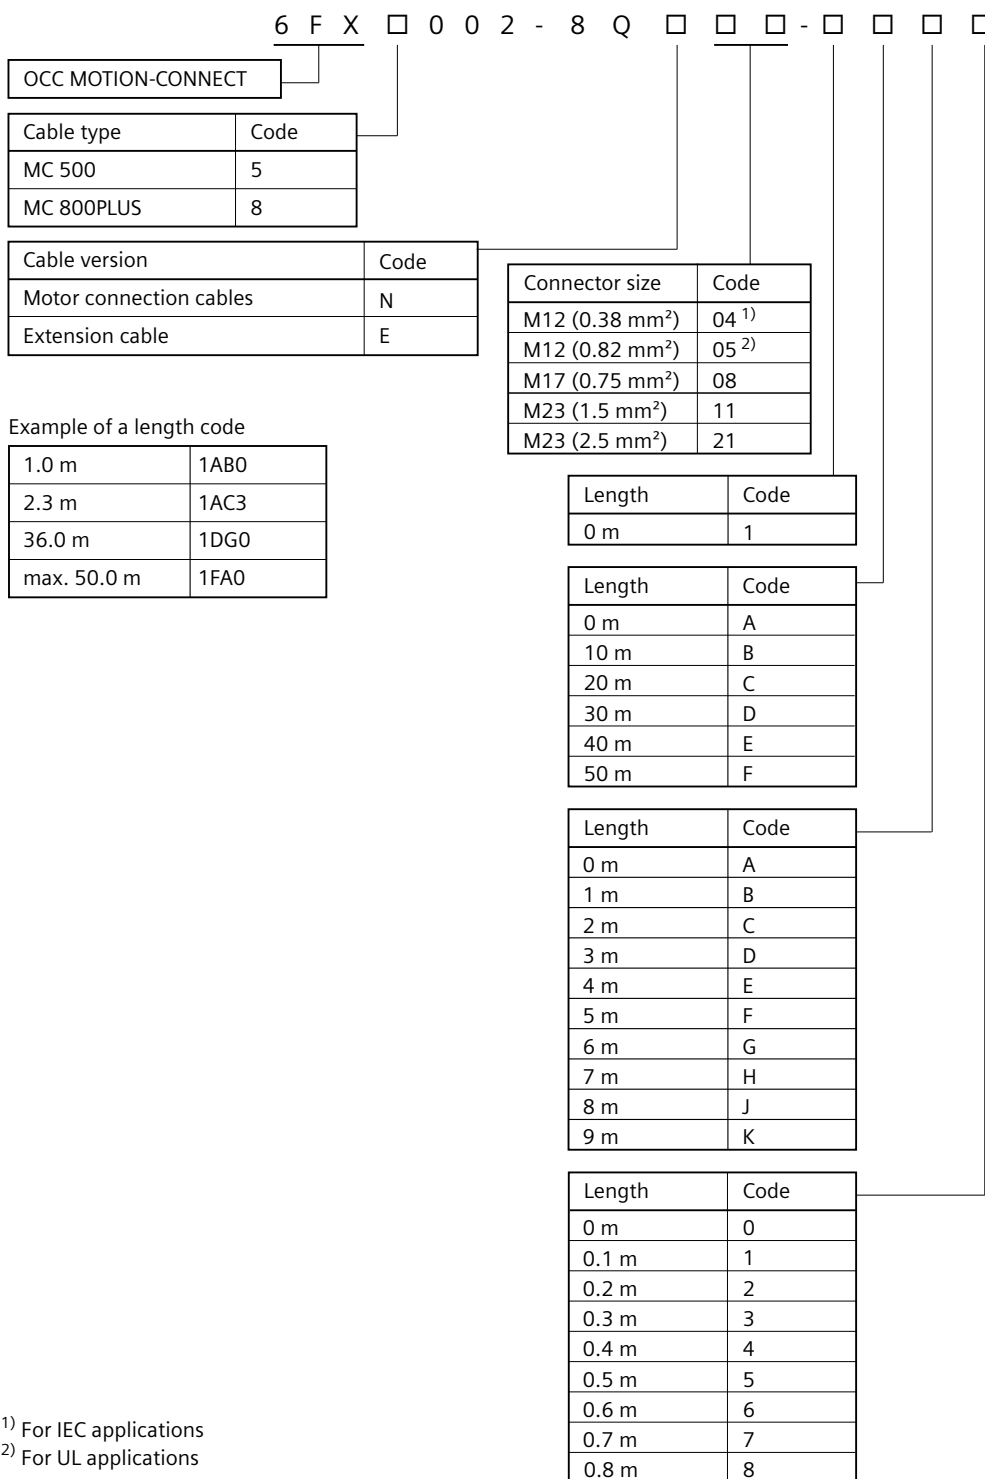 6 F X □ 0 0 2 - 8 Q □ □ □ - □ □ □ □
OCC MOTION-CONNECT
Cable type Code
MC 500 5
MC 800PLUS 8
Cable version Code
Motor connection cables N
Extension cable E
Connector size Code
M12 (0.38 mm²) 04 1)
M12 (0.82 mm²) 05 2)
M17 (0.75 mm²) 08
M23 (1.5 mm²) 11
M23 (2.5 mm²) 21
Example of a length code
1.0 m 1AB0
2.3 m 1AC3
36.0 m 1DG0
max. 50.0 m 1FA0
Length Code
0 m 1
Length Code
0 m A
10 m B
20 m C
30 m D
40 m E
50 m F
Length Code
0 m A
1 m B
2 m C
3 m D
4 m E
5 m F
6 m G
7 m H
8 m J
9 m K
Length Code
0 m 0
0.1 m 1
0.2 m 2
0.3 m 3
0.4 m 4
0.5 m 5
0.6 m 6
0.7 m 7
0.8 m 8
1) For IEC applications
2) For UL applications